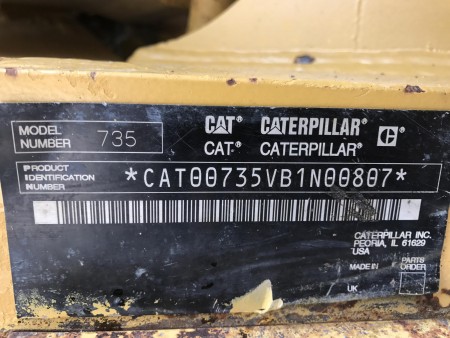 MODEL NUMBER 735
CAT CATERPILLAR C
CAT® CATERPILLAR®
PRODUCT IDENTIFICATION NUMBER *CAT00735VB1N00807*
CATERPILLAR INC.
PEORIA, IL 61629
USA
MADE IN PARTS ORDER
UK